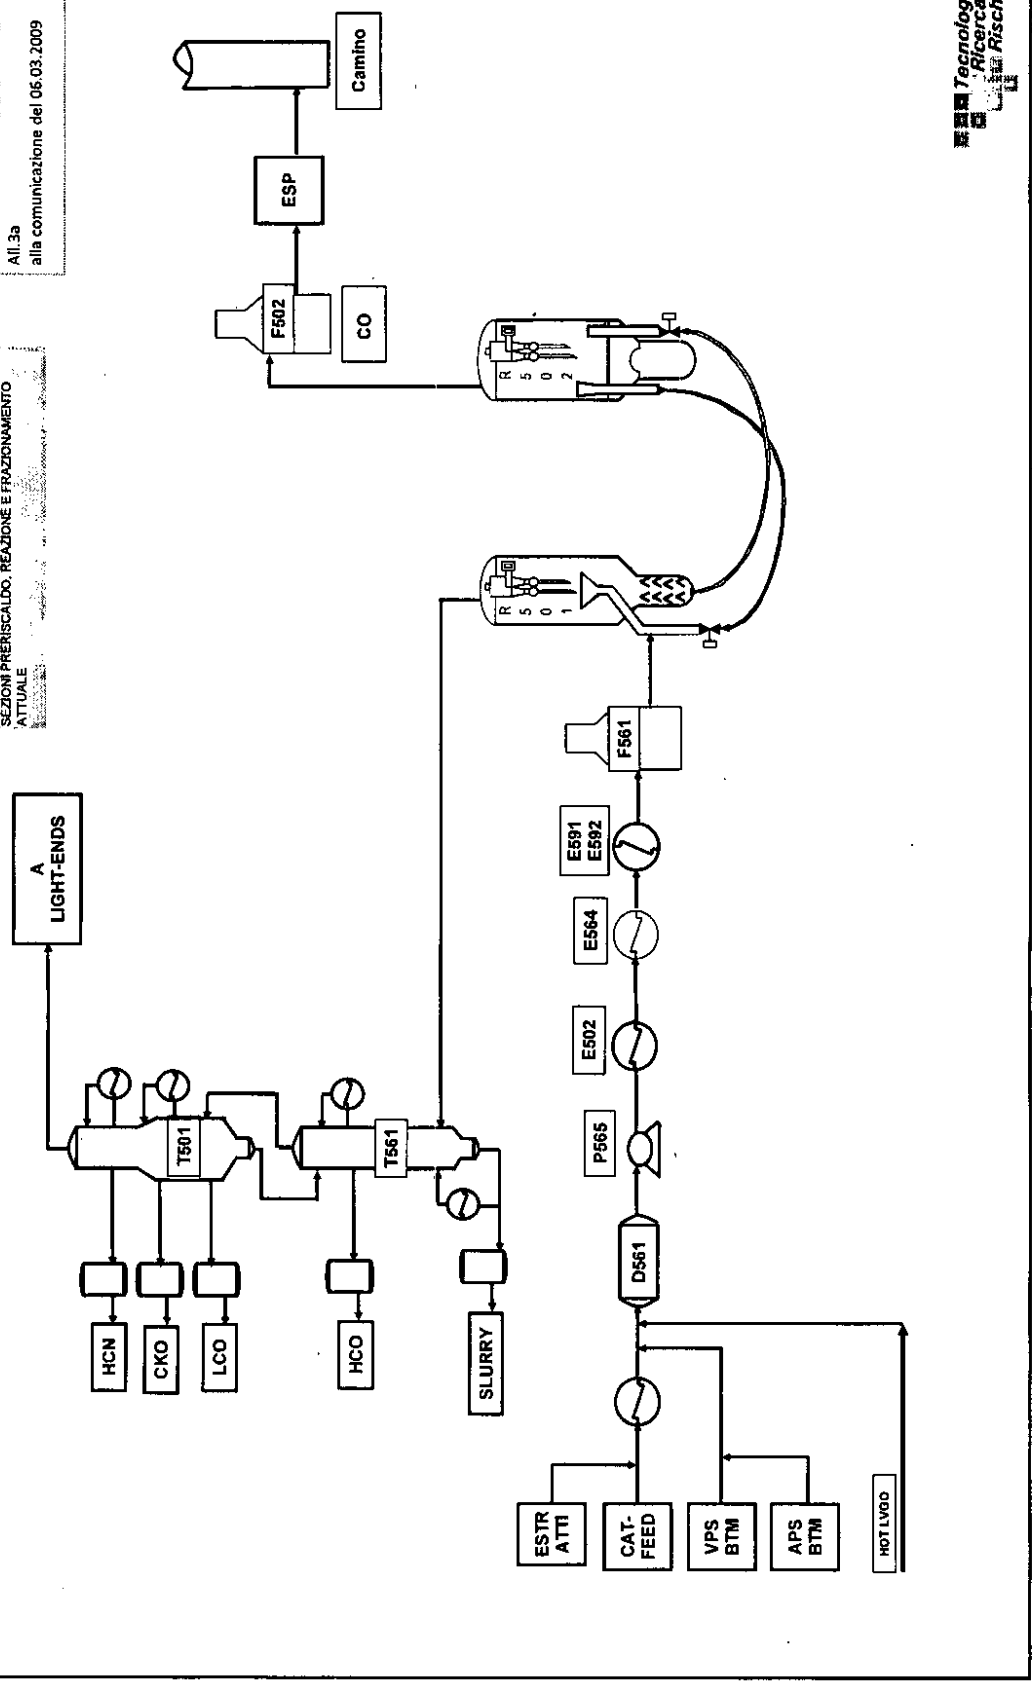 All.3a
alla comunicazione del 06.03.2009
SEZIONI PRERISCALDO, REAZIONE E FRAZIONAMENTO
ATTUALE
Tecnolog
Ricerca
Risch
A
LIGHT-ENDS
Camino
ESP
F502
CO
T501
T561
HCN
CKO
LCO
HCO
SLURRY
R
5
0
1
R
5
0
2
ESTR
ATTI
CAT-
FEED
VPS
BTM
APS
BTM
HOT LVGO
D561
P565
E502
E564
E591
E592
F561